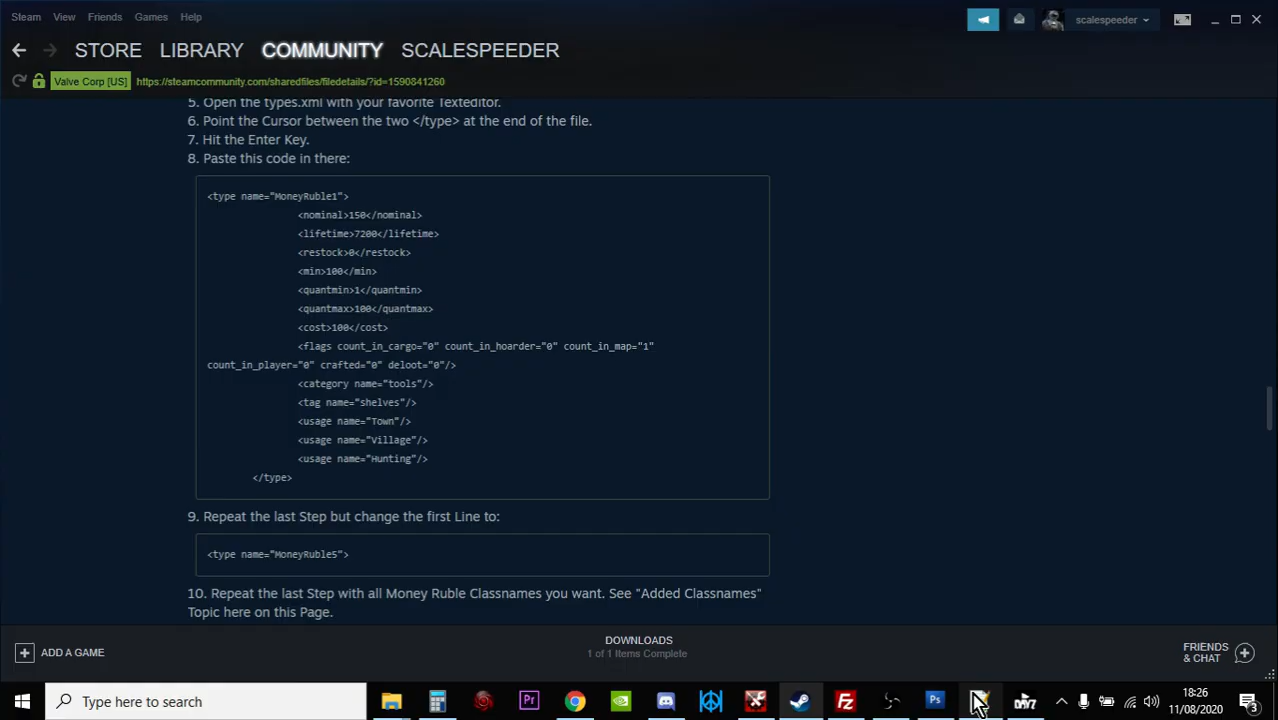 Steam View Friends Games Help
scalespeeder
STORE LIBRARY COMMUNITY SCALESPEEDER
Valve Corp [US] https://steamcommunity.com/sharedfiles/filedetails/?id=1590841260
5. Open the types.xml with your favorite Texteditor.
6. Point the Cursor between the two </type> at the end of the file.
7. Hit the Enter Key.
8. Paste this code in there:
<type name="MoneyRuble1">
<nominal>150</nominal>
<lifetime>7200</lifetime>
<restock>0</restock>
<min>100</min>
<quantmin>1</quantmin>
<quantmax>100</quantmax>
<cost>100</cost>
<flags count_in_cargo="0" count_in_hoarder="0" count_in_map="1"
count_in_player="0" crafted="0" deloot="0"/>
<category name="tools"/>
<tag name="shelves"/>
<usage name="Town"/>
<usage name="Village"/>
<usage name="Hunting"/>
</type>
9. Repeat the last Step but change the first Line to:
<type name="MoneyRuble5">
10. Repeat the last Step with all Money Ruble Classnames you want. See "Added Classnames"
Topic here on this Page.
ADD A GAME
DOWNLOADS
1 of 1 Items Complete
FRIENDS
& CHAT
Type here to search
Pr
Fz
Ps
18:26
11/08/2020
3